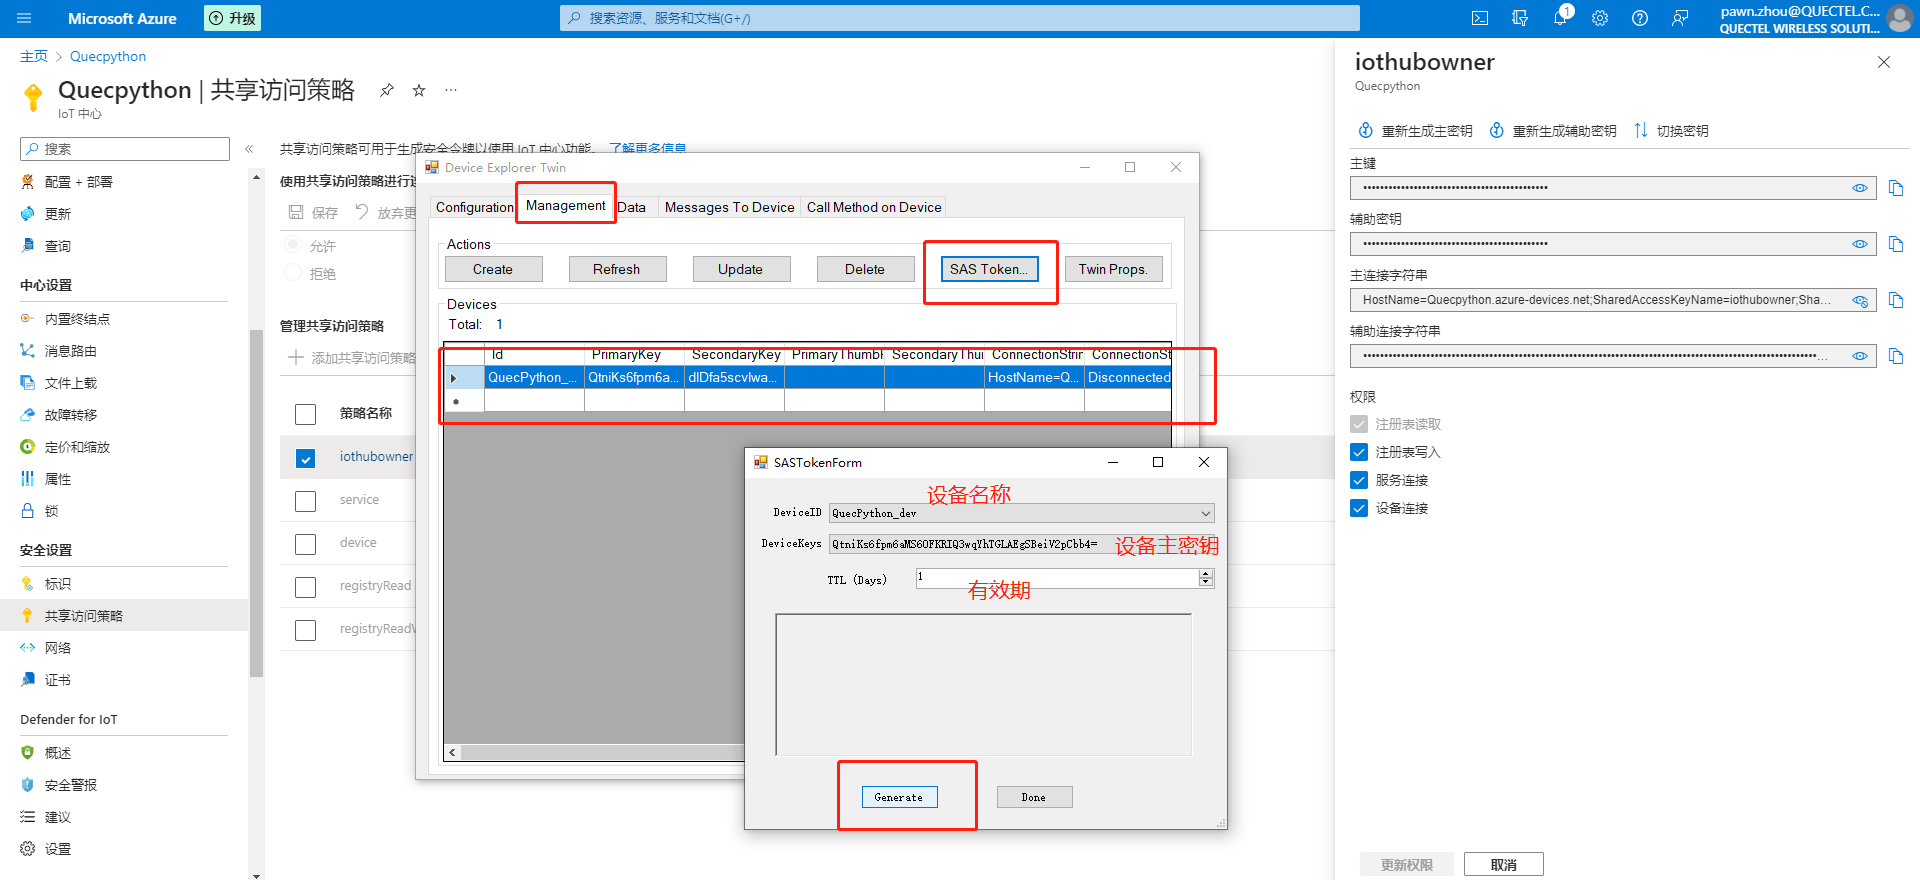 Microsoft Azure
升级
搜索资源、服务和文档(G+/)
1
pawn.zhou@QUECTEL.C...
QUECTEL WIRELESS SOLUTI...
主页 > Quecpython
Quecpython | 共享访问策略
IoT 中心
搜索
配置 + 部署
更新
查询
中心设置
内置终结点
消息路由
文件上载
故障转移
定价和缩放
属性
锁
安全设置
标识
共享访问策略
网络
证书
Defender for IoT
概述
安全警报
建议
设置
共享访问策略可用于生成安全令牌以使用 IoT 中心功能。 了解更多信息
使用共享访问策略进行连
保存 放弃更
允许
拒绝
管理共享访问策略
添加共享访问策略
策略名称
iothubowner
service
device
registryRead
registryReadW
Device Explorer Twin
Configuration Management Data Messages To Device Call Method on Device
Actions
Create Refresh Update Delete SAS Token... Twin Props.
Devices
Total: 1
Id PrimaryKey SecondaryKey PrimaryThumb SecondaryThu ConnectionStrin ConnectionSt
QuecPython_... QtniKs6fpm6a... dlDfa5scvlwa... HostName=Q... Disconnected
SASTokenForm
设备名称
DeviceID QuecPython_dev
DeviceKeys QtniKs6fpm6aMS6OFKRIQ3wqYhTGLAEgSBeiV2pCbb4= 设备主密钥
TTL (Days) 1
有效期
Generate Done
iothubowner
Quecpython
重新生成主密钥 重新生成辅助密钥 切换密钥
主键
辅助密钥
主连接字符串
HostName=Quecpython.azure-devices.net;SharedAccessKeyName=iothubowner;Sha...
辅助连接字符串
权限
注册表读取
注册表写入
服务连接
设备连接
更新权限 取消